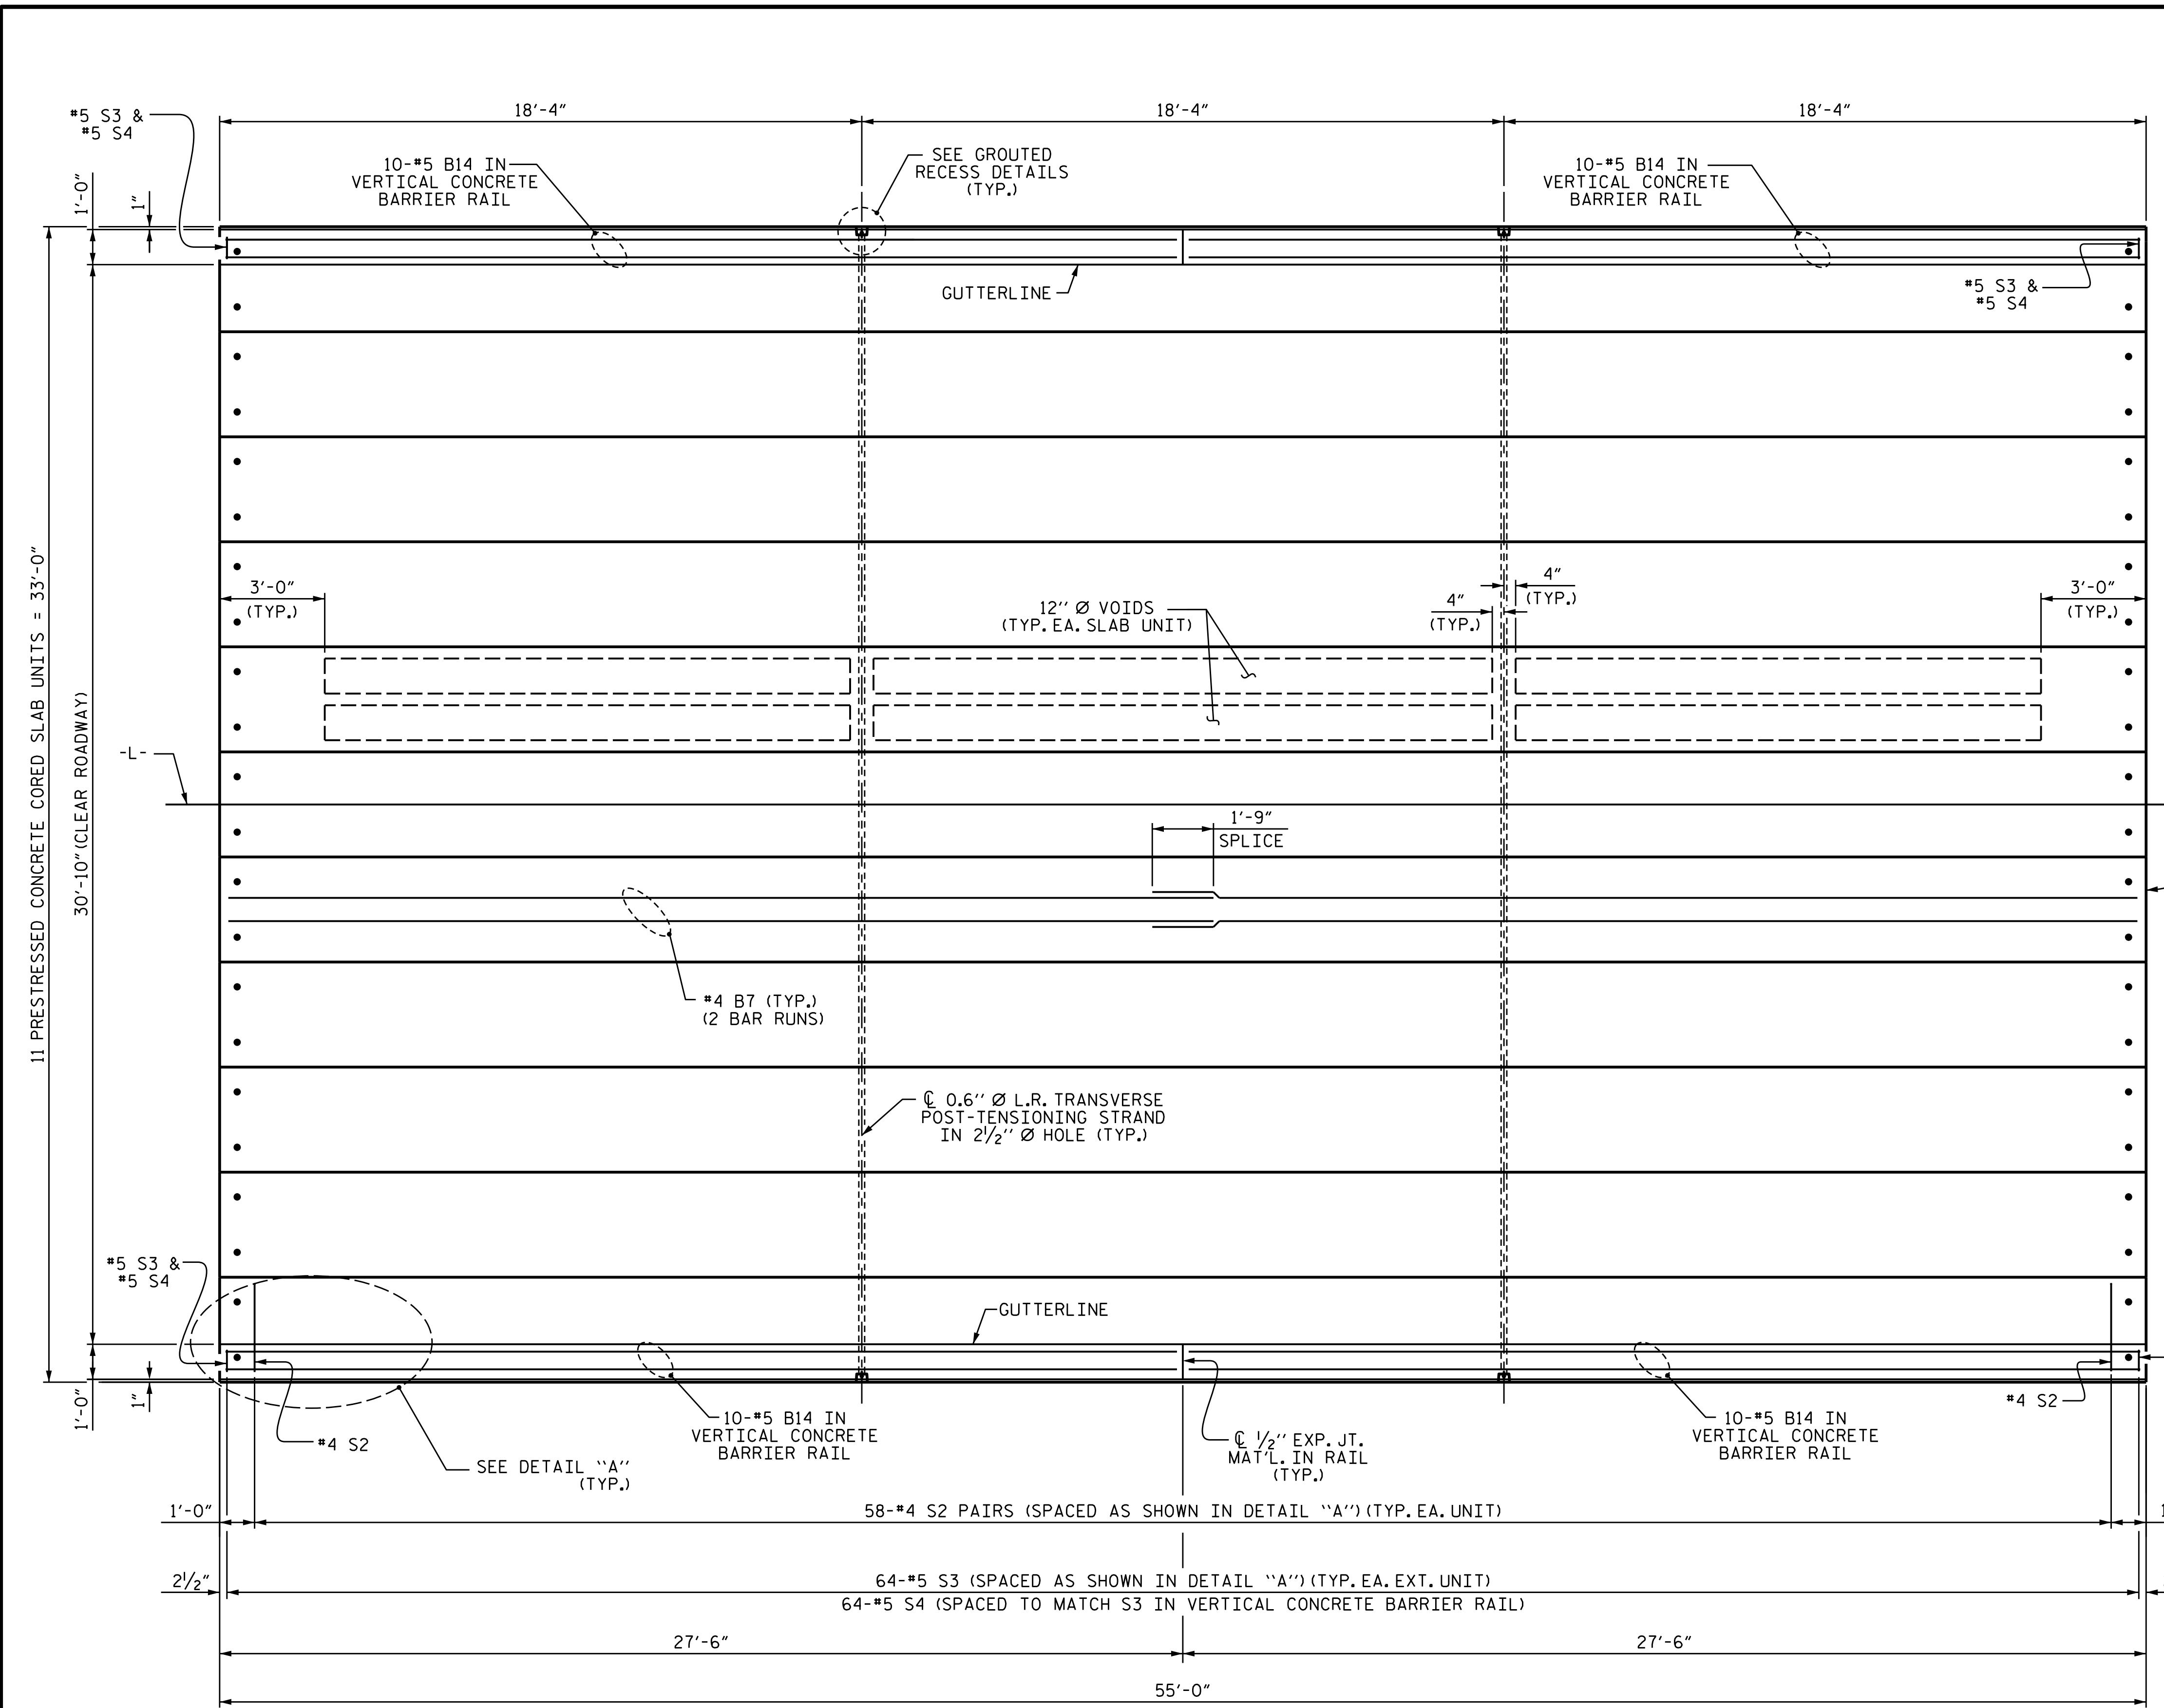 18'-4"
18'-4"
18'-4"
#5 S3 &
#5 S4
10-#5 B14 IN
VERTICAL CONCRETE
BARRIER RAIL
SEE GROUTED
RECESS DETAILS
(TYP.)
10-#5 B14 IN
VERTICAL CONCRETE
BARRIER RAIL
1'-0"
1"
GUTTERLINE
#5 S3 &
#5 S4
3'-0"
(TYP.)
12'' Ø VOIDS
(TYP. EA. SLAB UNIT)
4"
(TYP.)
4"
(TYP.)
3'-0"
(TYP.)
11 PRESTRESSED CONCRETE CORED SLAB UNITS = 33'-0"
30'-10" (CLEAR ROADWAY)
-L-
1'-9"
SPLICE
#4 B7 (TYP.)
(2 BAR RUNS)
℄ 0.6'' Ø L.R. TRANSVERSE
POST-TENSIONING STRAND
IN 2½'' Ø HOLE (TYP.)
#5 S3 &
#5 S4
GUTTERLINE
1'-0"
1"
#4 S2
SEE DETAIL ``A''
(TYP.)
10-#5 B14 IN
VERTICAL CONCRETE
BARRIER RAIL
℄ ½'' EXP. JT.
MAT'L. IN RAIL
(TYP.)
10-#5 B14 IN
VERTICAL CONCRETE
BARRIER RAIL
#4 S2
1'-0"
58-#4 S2 PAIRS (SPACED AS SHOWN IN DETAIL ``A'') (TYP. EA. UNIT)
2½"
64-#5 S3 (SPACED AS SHOWN IN DETAIL ``A'') (TYP. EA. EXT. UNIT)
64-#5 S4 (SPACED TO MATCH S3 IN VERTICAL CONCRETE BARRIER RAIL)
27'-6"
27'-6"
55'-0"